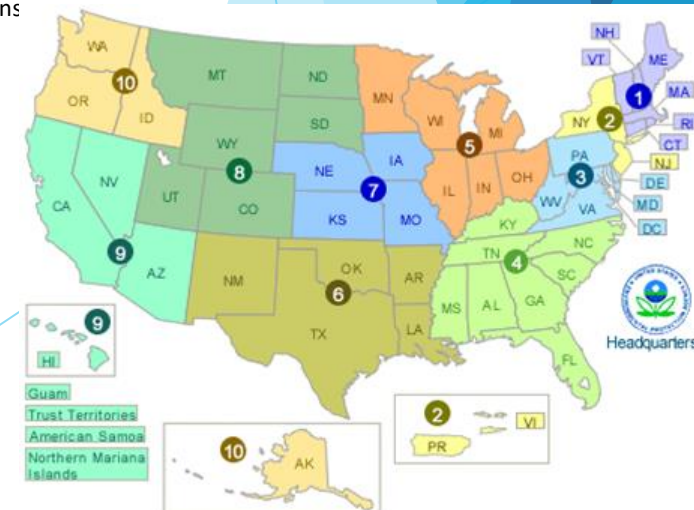 ns
NH
WA
VT
ME
MT
ND
10
MN
MA
1
OR
ID
WI
NY
2
SD
RI
MI
WY
5
CT
PA
NJ
8
NE
IA
3
NV
OH
DE
UT
7
IL
IN
WV
MD
CO
VA
CA
KS
MO
DC
KY
NC
9
TN
4
OK
AZ
NM
AR
SC
6
MS
AL
GA
TX
LA
Headquarters
9
FL
HI
Guam
2
Trust Territories
VI
American Samoa
10
PR
Northern Mariana
Islands
AK